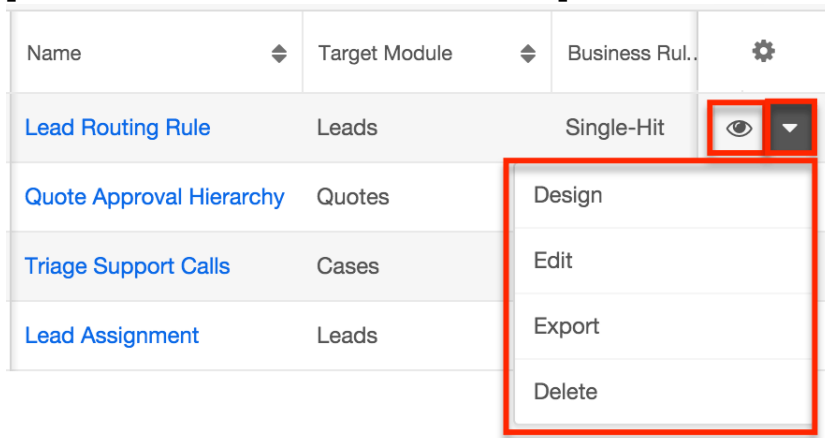 Name Target Module Business Rul..
Lead Routing Rule Leads Single-Hit
Quote Approval Hierarchy Quotes Design
Triage Support Calls Cases Edit
Lead Assignment Leads Export
Delete